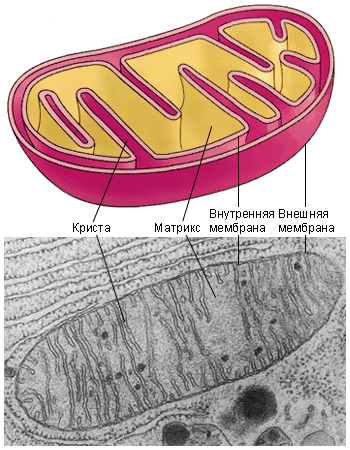 Криста
Матрикс
Внутренняя мембрана
Внешняя мембрана